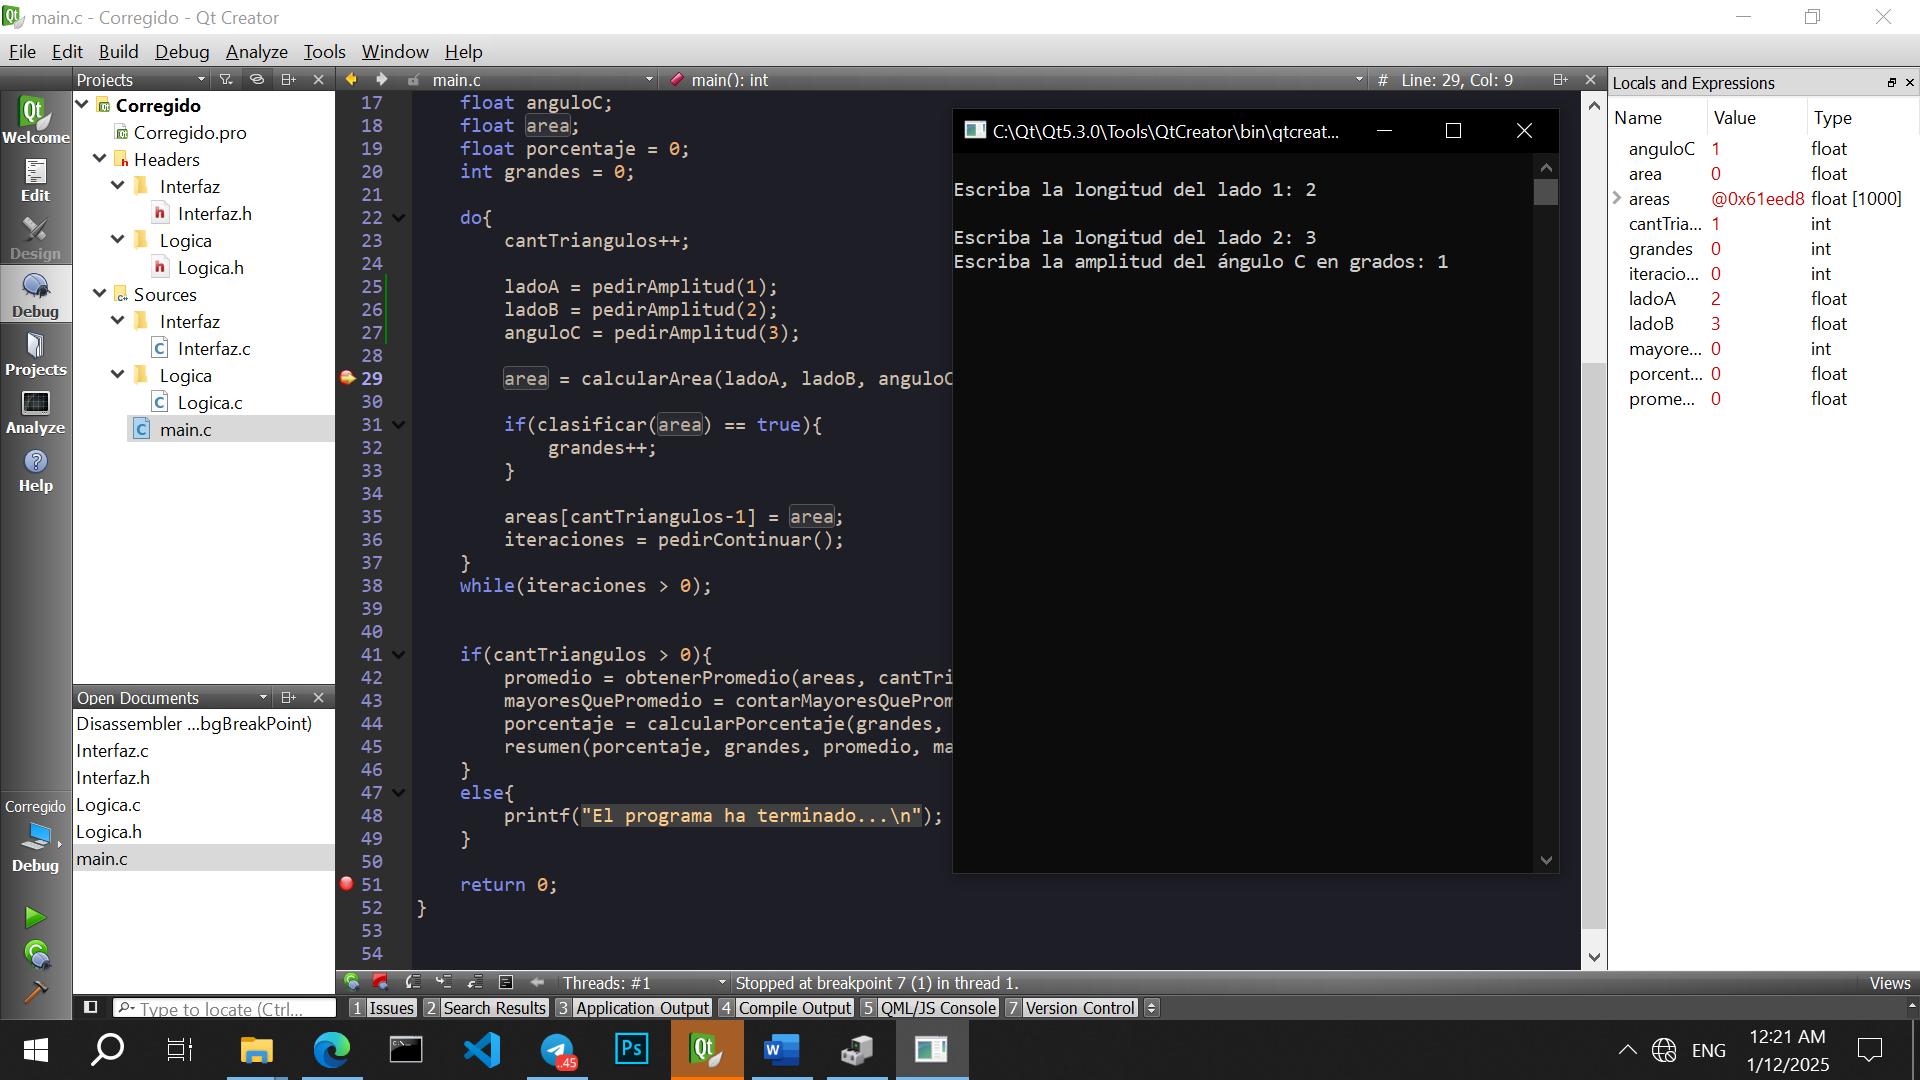 main.c - Corregido - Qt Creator
File Edit Build Debug Analyze Tools Window Help
Projects
main.c
main(): int
# Line: 29, Col: 9
Welcome
Edit
Design
Debug
Projects
Analyze
Help
Corregido
Debug
Corregido
Corregido.pro
Headers
Interfaz
Interfaz.h
Logica
Logica.h
Sources
Interfaz
Interfaz.c
Logica
Logica.c
main.c
Open Documents
Disassembler ...bgBreakPoint)
Interfaz.c
Interfaz.h
Logica.c
Logica.h
main.c
17 float anguloC;
18 float area;
19 float porcentaje = 0;
20 int grandes = 0;
21
22 do{
23 cantTriangulos++;
24
25 ladoA = pedirAmplitud(1);
26 ladoB = pedirAmplitud(2);
27 anguloC = pedirAmplitud(3);
28
29 area = calcularArea(ladoA, ladoB, anguloC
30
31 if(clasificar(area) == true){
32 grandes++;
33 }
34
35 areas[cantTriangulos-1] = area;
36 iteraciones = pedirContinuar();
37 }
38 while(iteraciones > 0);
39
40
41 if(cantTriangulos > 0){
42 promedio = obtenerPromedio(areas, cantTri
43 mayoresQuePromedio = contarMayoresQueProm
44 porcentaje = calcularPorcentaje(grandes,
45 resumen(porcentaje, grandes, promedio, ma
46 }
47 else{
48 printf("El programa ha terminado...\n");
49 }
50
51 return 0;
52 }
53
54
C:\Qt\Qt5.3.0\Tools\QtCreator\bin\qtcreat...
Escriba la longitud del lado 1: 2
Escriba la longitud del lado 2: 3
Escriba la amplitud del ángulo C en grados: 1
Locals and Expressions
Name Value Type
anguloC 1 float
area 0 float
areas @0x61eed8 float [1000]
cantTria... 1 int
grandes 0 int
iteracio... 0 int
ladoA 2 float
ladoB 3 float
mayore... 0 int
porcent... 0 float
prome... 0 float
Threads: #1
Stopped at breakpoint 7 (1) in thread 1.
Views
Type to locate (Ctrl...
1 Issues 2 Search Results 3 Application Output 4 Compile Output 5 QML/JS Console 7 Version Control
45
Ps
Qt
ENG
12:21 AM
1/12/2025